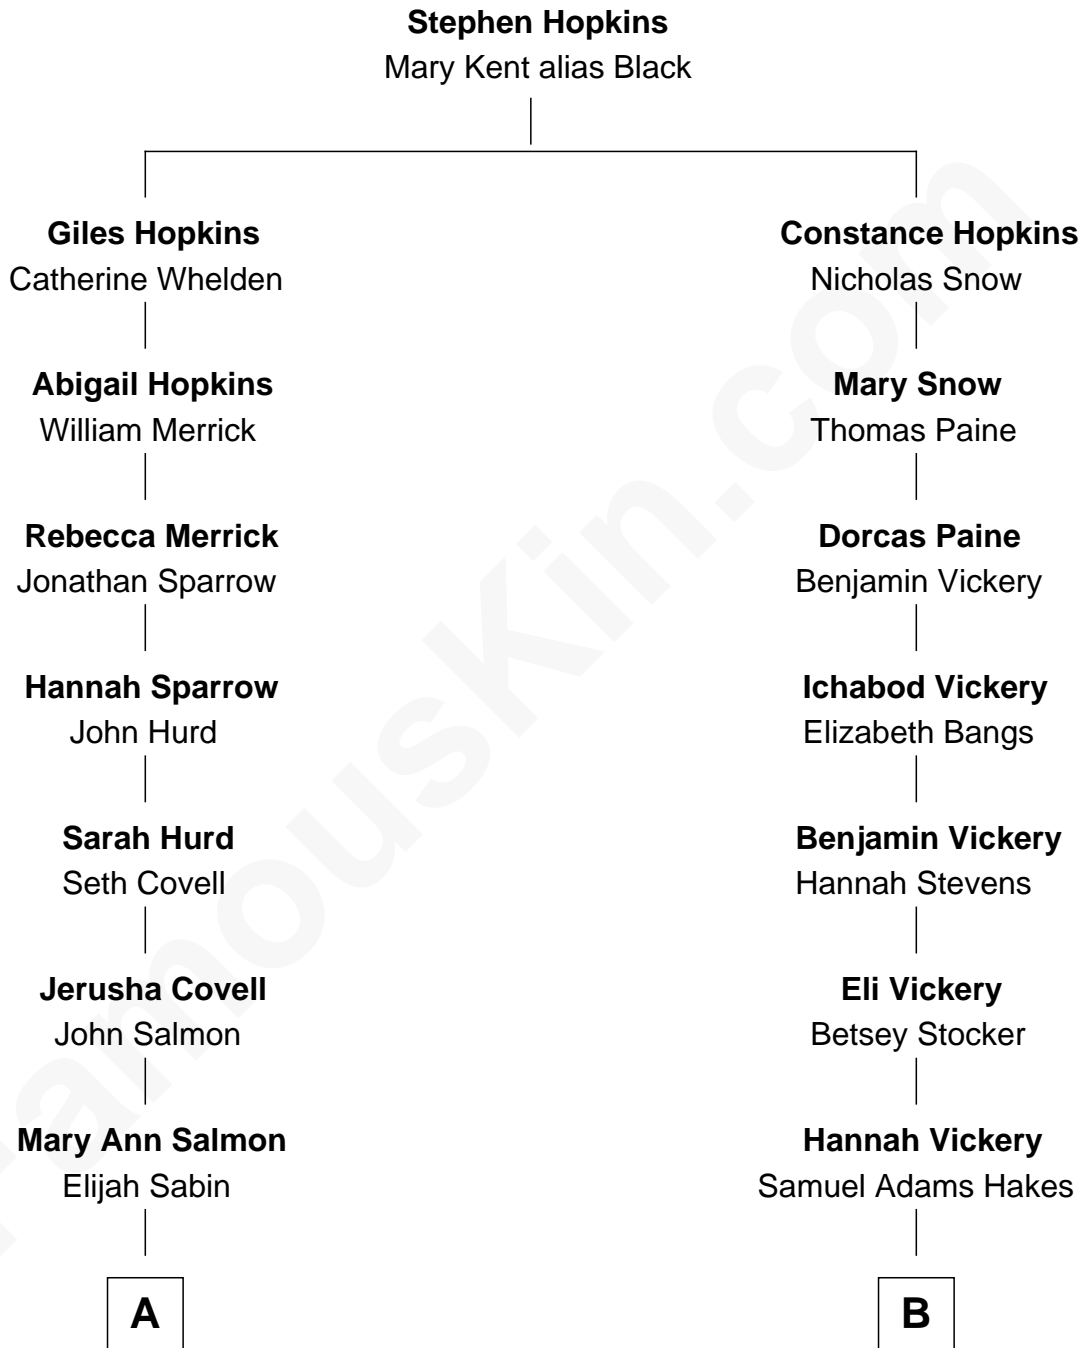 Stephen Hopkins
Mary Kent alias Black
Giles Hopkins
Catherine Whelden
Constance Hopkins
Nicholas Snow
Abigail Hopkins
William Merrick
Mary Snow
Thomas Paine
Rebecca Merrick
Jonathan Sparrow
Dorcas Paine
Benjamin Vickery
Hannah Sparrow
John Hurd
Ichabod Vickery
Elizabeth Bangs
Sarah Hurd
Seth Covell
Benjamin Vickery
Hannah Stevens
Jerusha Covell
John Salmon
Eli Vickery
Betsey Stocker
Mary Ann Salmon
Elijah Sabin
Hannah Vickery
Samuel Adams Hakes
A
B
FamousKin.com